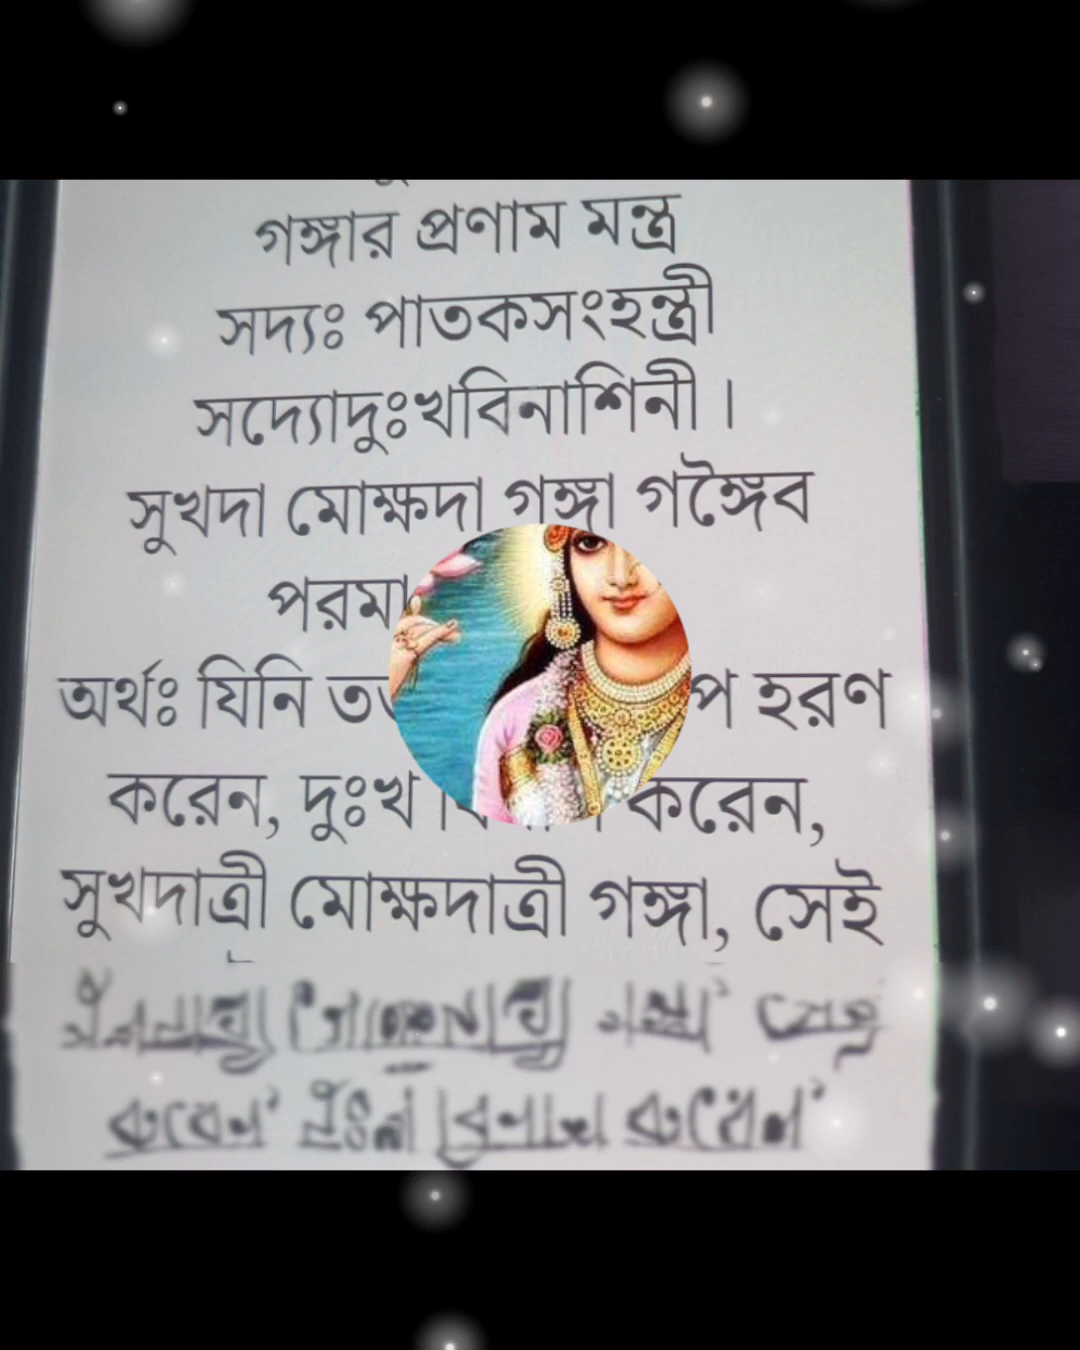 গঙ্গার প্রণাম মন্ত্র
সদ্যঃ পাতকসংহন্ত্রী
সদ্যোদুঃখবিনাশিনী।
সুখদা মোক্ষদা গঙ্গা গঙ্গৈব
অর্থঃ যিনি হরণ
করেন, দুঃখ করেন,
সুখদাত্রী মোক্ষদাত্রী গঙ্গা, সেই